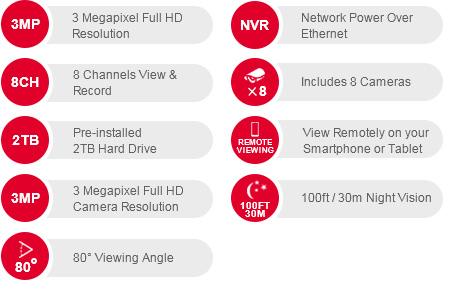 3MP
3 Megapixel Full HD
Resolution
8CH
8 Channels View &
Record
2TB
Pre-installed
2TB Hard Drive
3MP
3 Megapixel Full HD
Camera Resolution
80°
80° Viewing Angle
NVR
Network Power Over
Ethernet
×8
Includes 8 Cameras
REMOTE
VIEWING
View Remotely on your
Smartphone or Tablet
100FT
30M
100ft / 30m Night Vision